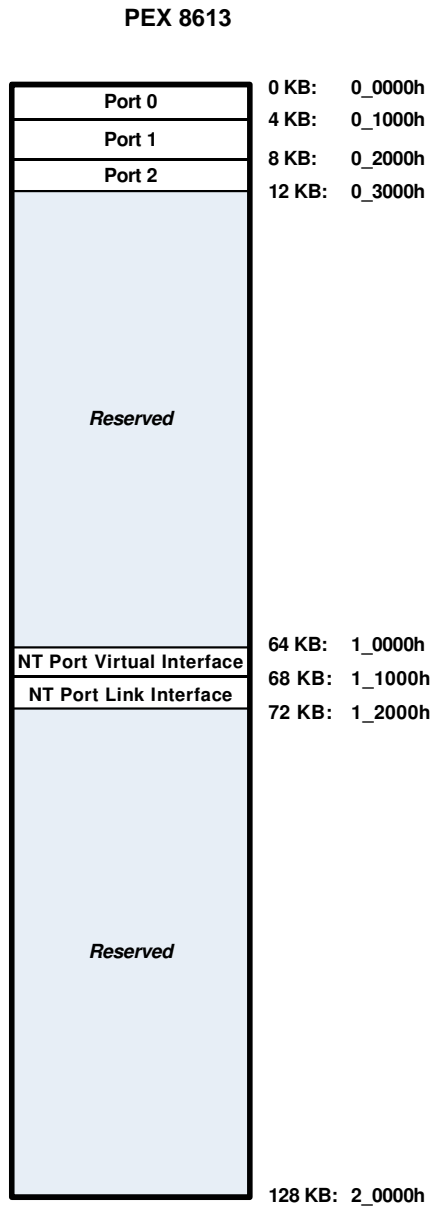 PEX 8613
0 KB: 0_0000h
Port 0
4 KB: 0_1000h
Port 1
8 KB: 0_2000h
Port 2
12 KB: 0_3000h
Reserved
64 KB: 1_0000h
NT Port Virtual Interface
68 KB: 1_1000h
NT Port Link Interface
72 KB: 1_2000h
Reserved
128 KB: 2_0000h